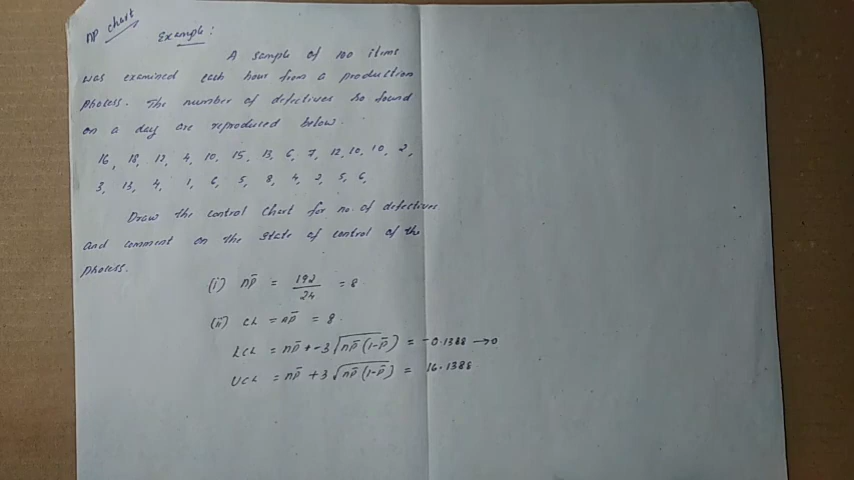 np chart
Example:
A sample of 100 items
was examined each hour from a production
process. The number of defectives so found
on a day are reproduced below.
16, 18, 12, 4, 10, 15, 13, 6, 7, 12, 10, 10, 2,
3, 13, 4, 1, 6, 5, 8, 4, 2, 5, 6,
Draw the control chart for no. of defectives
and comment on the state of control of the
process.
(i) np̄ = 192/24 = 8
(ii) CL = np̄ = 8.
LCL = np̄ + -3√np̄(1-p̄) = -0.1388 → 0
UCL = np̄ + 3√np̄(1-p̄) = 16.1388